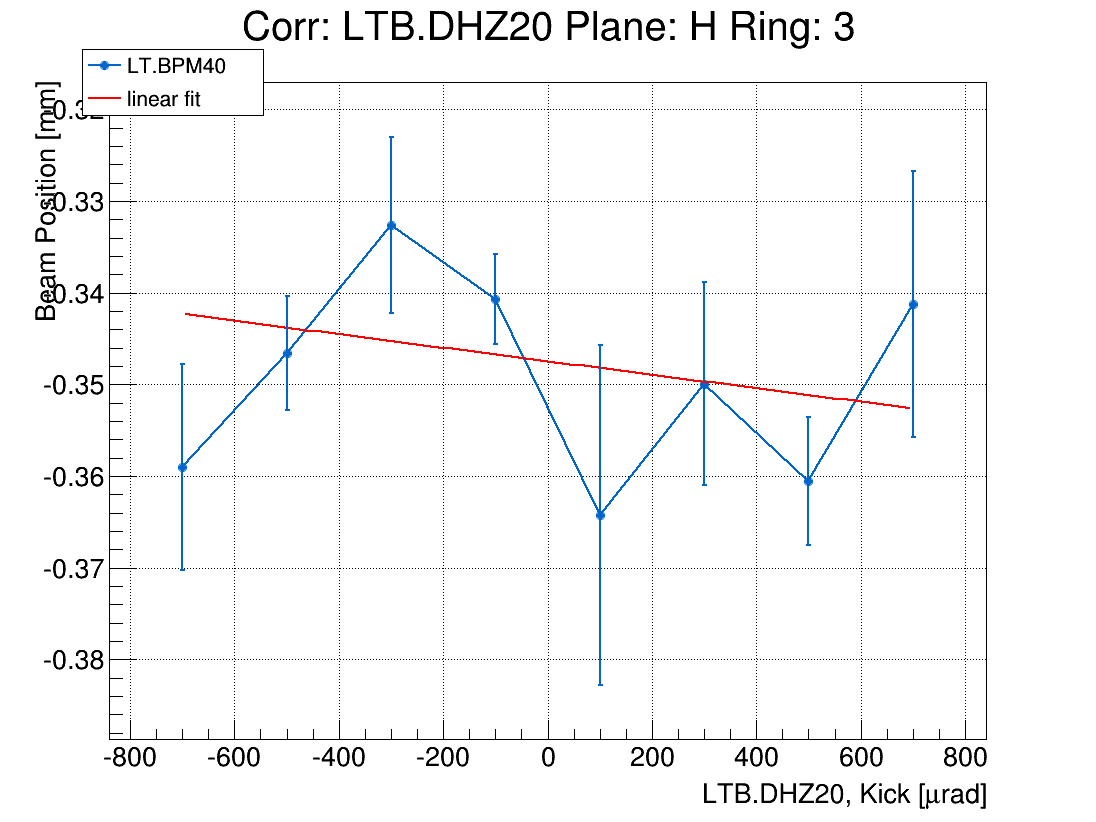 Corr: LTB.DHZ20 Plane: H Ring: 3
LT.BPM40
linear fit
Beam Position [mm]
-0.32
-0.33
-0.34
-0.35
-0.36
-0.37
-0.38
-800 -600 -400 -200 0 200 400 600 800
LTB.DHZ20, Kick [μrad]